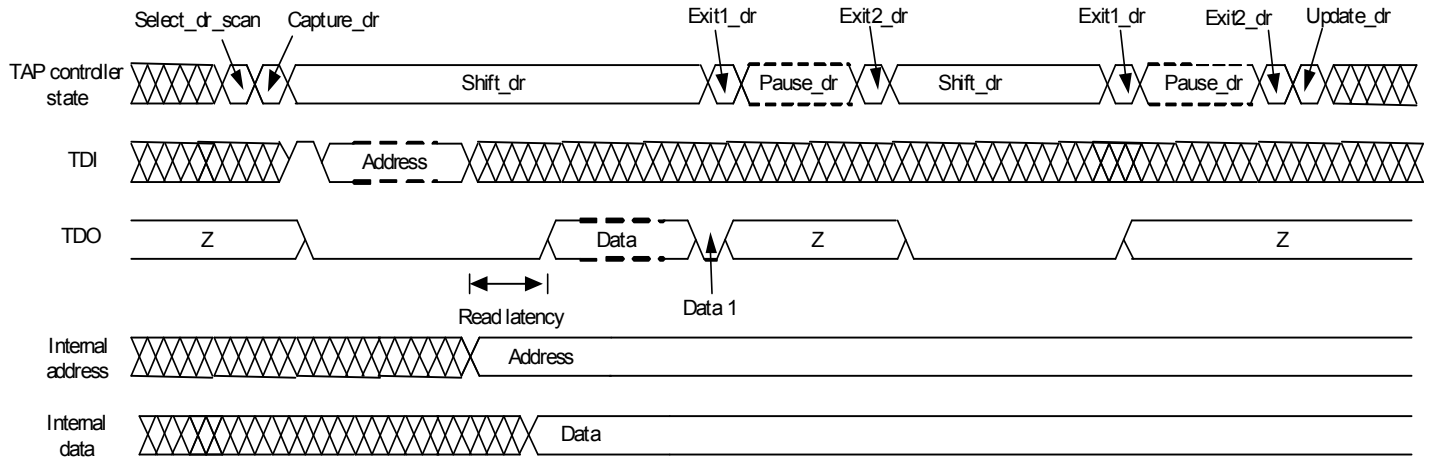 Select_dr_scan Capture_dr Exit1_dr Exit2_dr Exit1_dr Exit2_dr Update_dr
TAP controller
state
Shift_dr Pause_dr Shift_dr Pause_dr
TDI
Address
TDO
Z Data Z Z
Read latency
Data 1
Internal
address
Address
Internal
data
Data